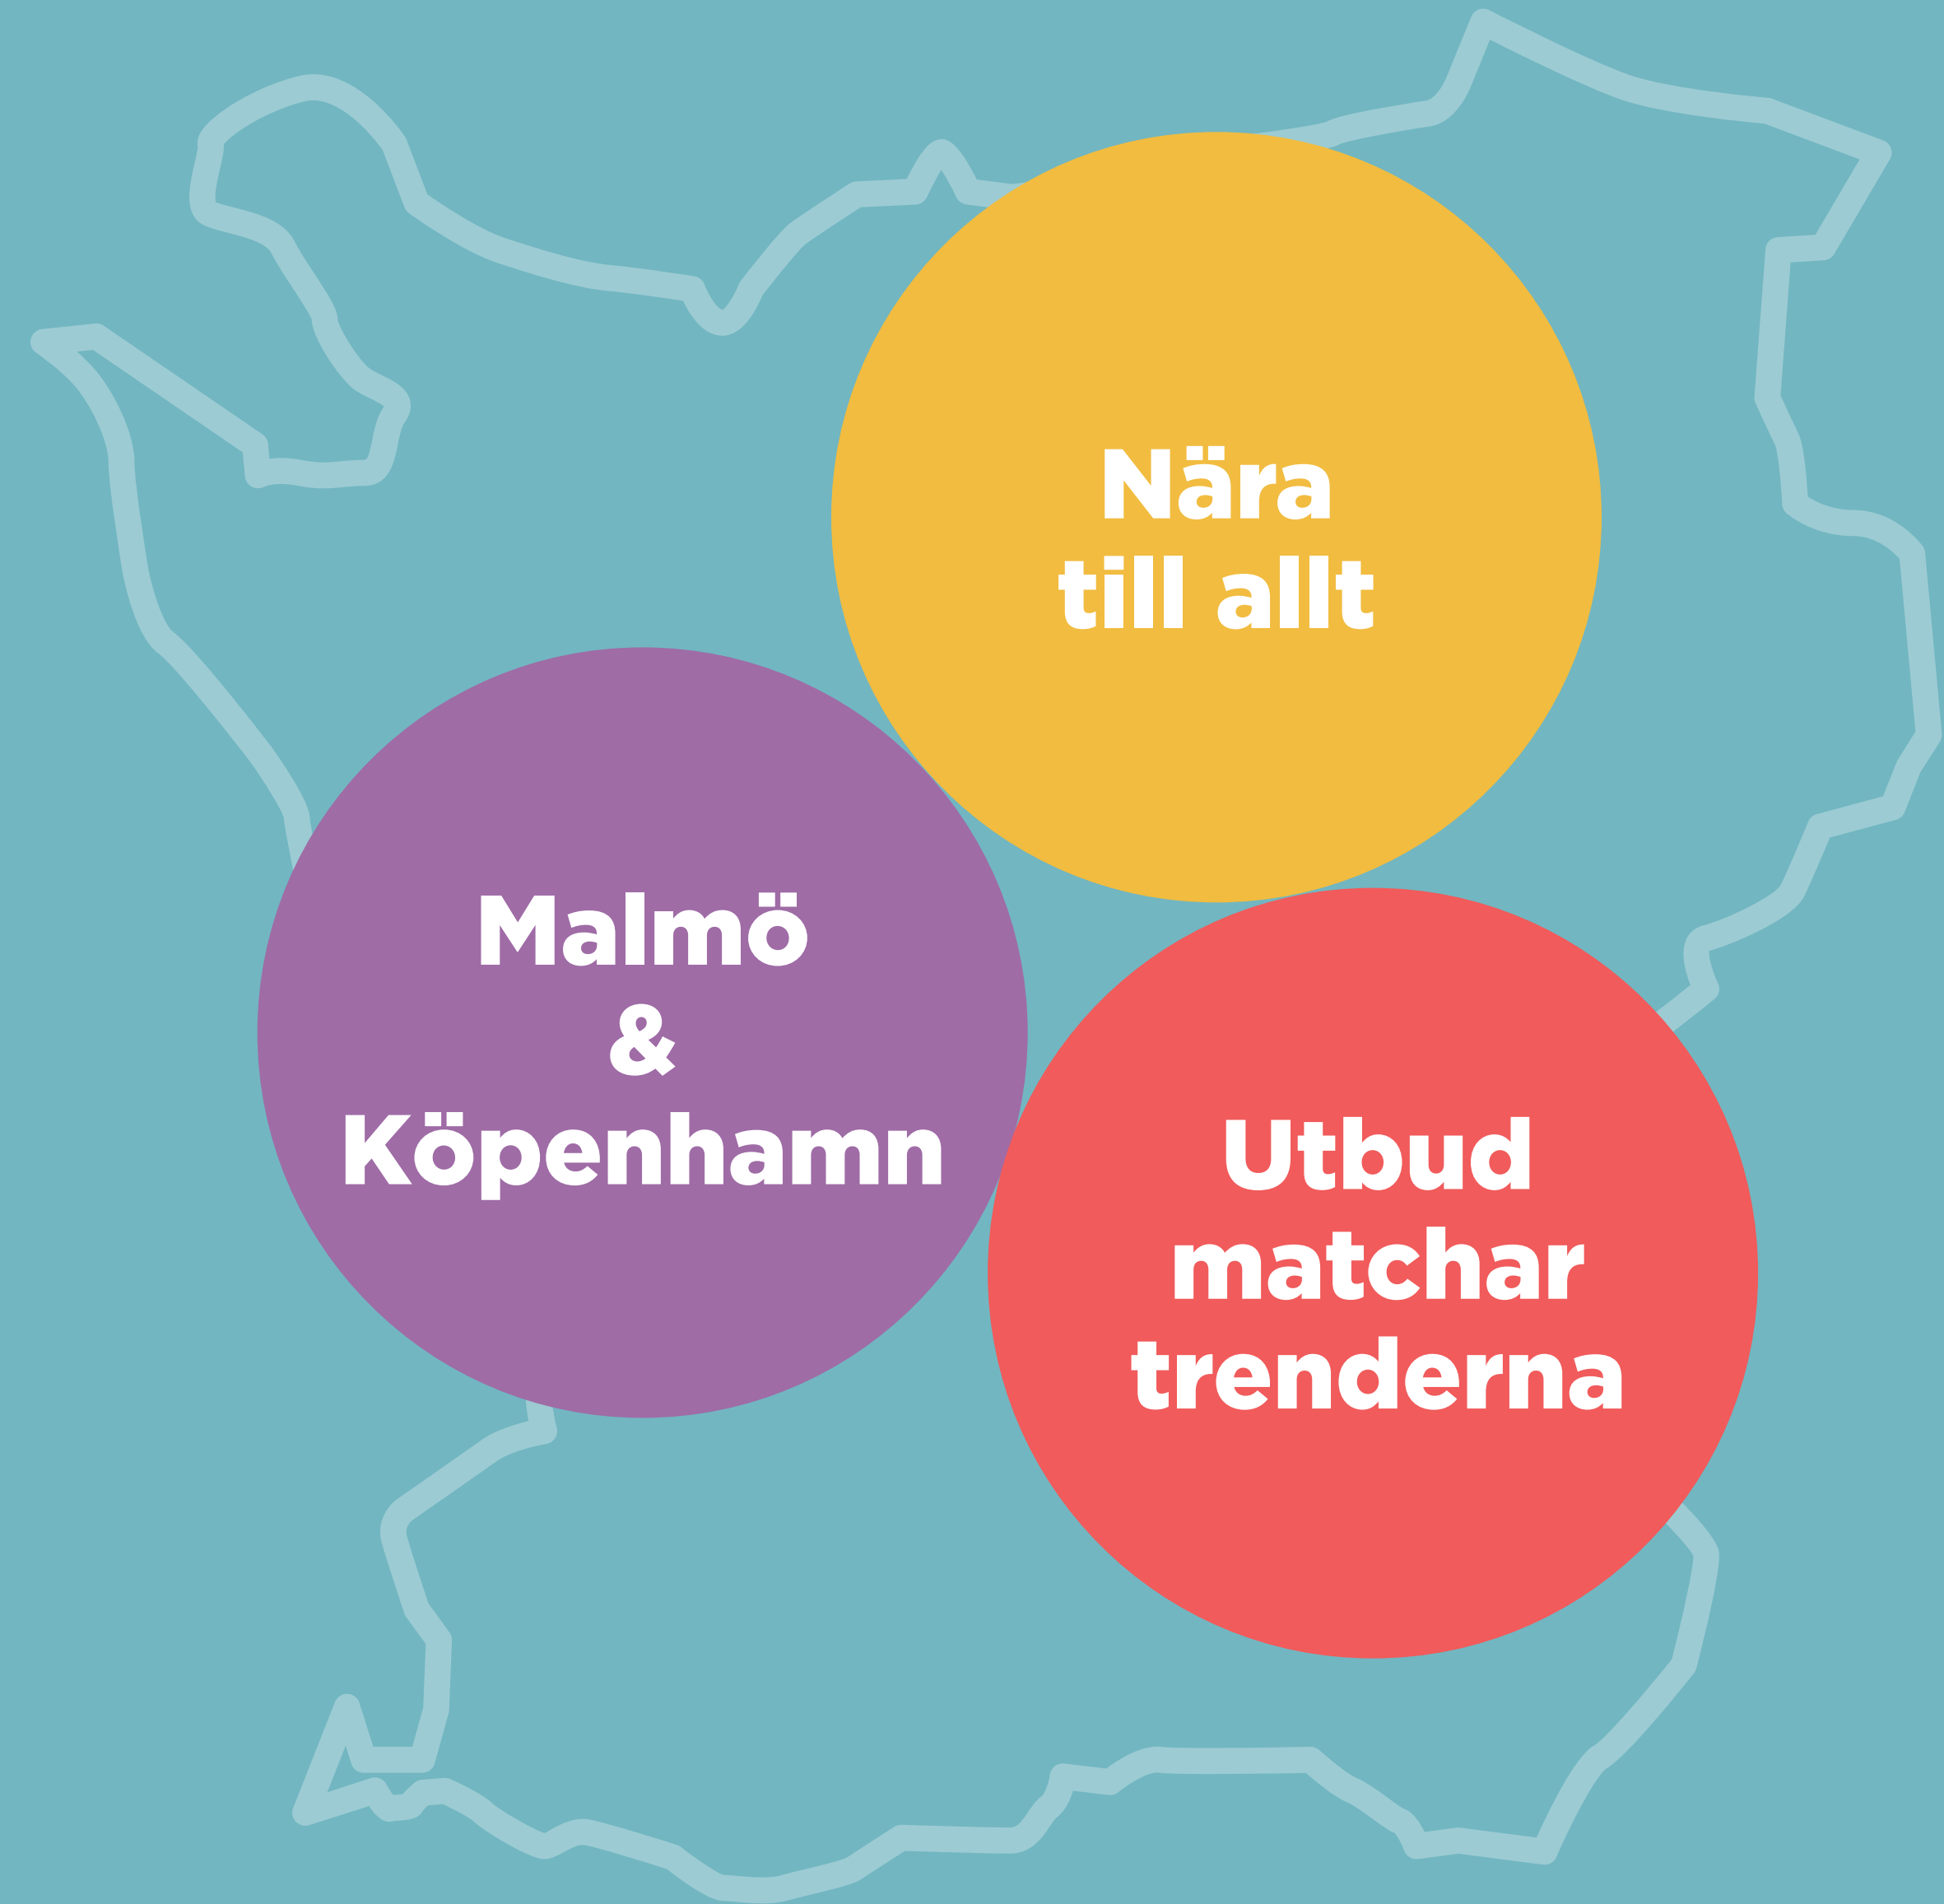 Nära
till allt
Malmö
&
Köpenhamn
Utbud
matchar
trenderna